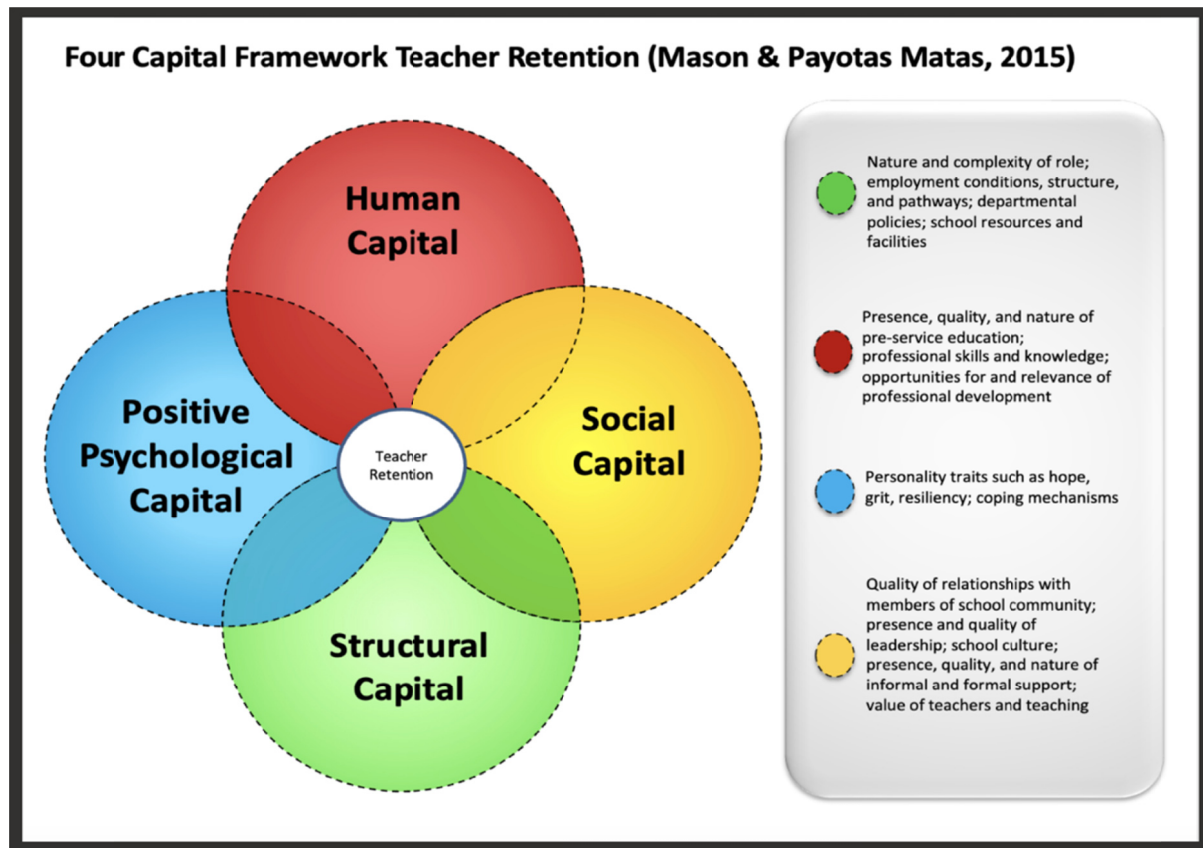 Four Capital Framework Teacher Retention (Mason & Payotas Matas, 2015)
Human
Capital
Positive
Psychological
Capital
Teacher
Retention
Social
Capital
Structural
Capital
Nature and complexity of role;
employment conditions, structure,
and pathways; departmental
policies; school resources and
facilities
Presence, quality, and nature of
pre-service education;
professional skills and knowledge;
opportunities for and relevance of
professional development
Personality traits such as hope,
grit, resiliency; coping mechanisms
Quality of relationships with
members of school community;
presence and quality of
leadership; school culture;
presence, quality, and nature of
informal and formal support;
value of teachers and teaching